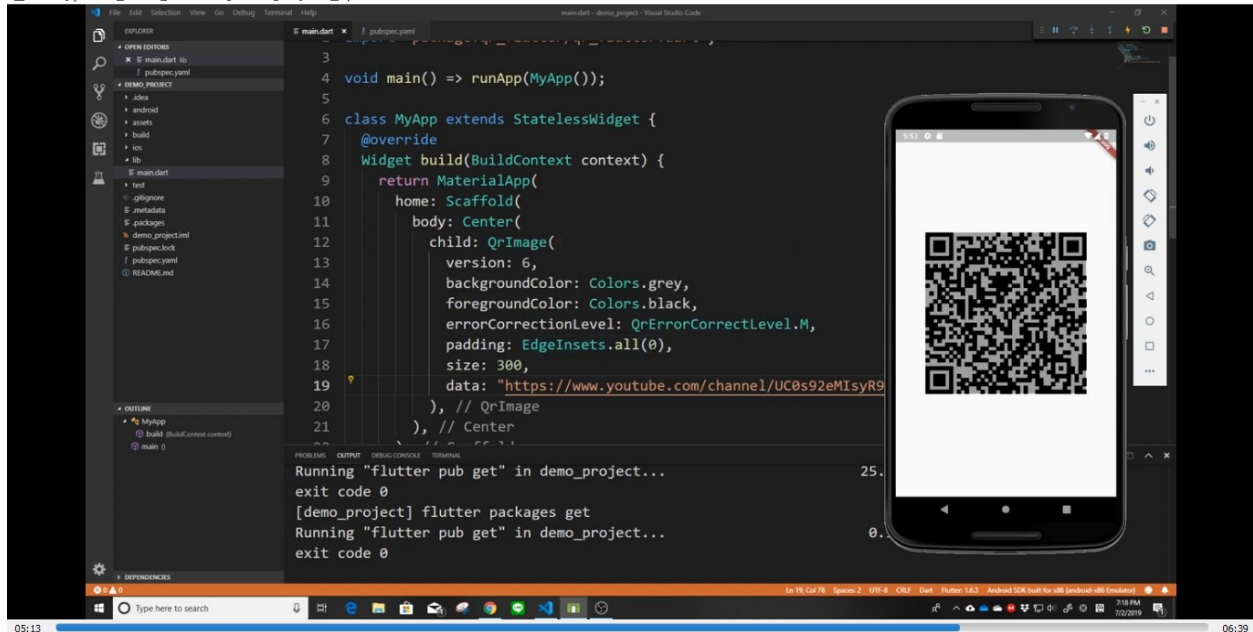 File Edit Selection View Go Debug Terminal Help
main.dart - demo_project - Visual Studio Code
EXPLORER
OPEN EDITORS
main.dart lib
pubspec.yaml
DEMO_PROJECT
.idea
android
assets
build
ios
lib
main.dart
test
.gitignore
.metadata
.packages
demo_project.iml
pubspec.lock
pubspec.yaml
README.md
OUTLINE
MyApp
build (BuildContext context)
main ()
DEPENDENCIES
main.dart
pubspec.yaml
3
4 void main() => runApp(MyApp());
5
6 class MyApp extends StatelessWidget {
7 @override
8 Widget build(BuildContext context) {
9 return MaterialApp(
10 home: Scaffold(
11 body: Center(
12 child: QrImage(
13 version: 6,
14 backgroundColor: Colors.grey,
15 foregroundColor: Colors.black,
16 errorCorrectionLevel: QrErrorCorrectLevel.M,
17 padding: EdgeInsets.all(0),
18 size: 300,
19 data: "https://www.youtube.com/channel/UC0s92eMIsyR9
20 ), // QrImage
21 ), // Center
PROBLEMS OUTPUT DEBUG CONSOLE TERMINAL
Running "flutter pub get" in demo_project... 25.
exit code 0
[demo_project] flutter packages get
Running "flutter pub get" in demo_project... 0.
exit code 0
5:53
0 0
Ln 19, Col 78 Spaces: 2 UTF-8 CRLF Dart Flutter: 1.6.3 Android SDK built for x86 (android-x86 Emulator)
Type here to search
7:18 PM
7/2/2019
05:13
06:39